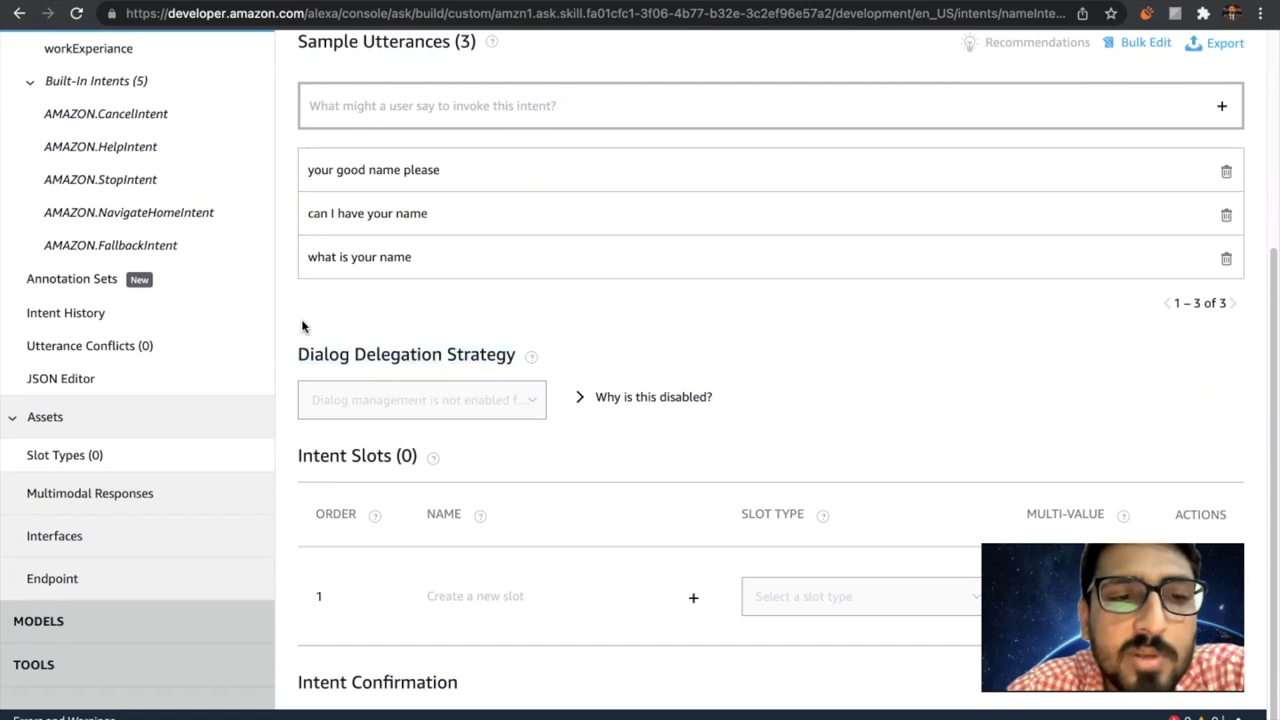 https://developer.amazon.com/alexa/console/ask/build/custom/amzn1.ask.skill.fa01cfc1-3f06-4b77-b32e-3c2ef96e57a2/development/en_US/intents/nameInte...
workExperiance
Built-In Intents (5)
AMAZON.CancelIntent
AMAZON.HelpIntent
AMAZON.StopIntent
AMAZON.NavigateHomeIntent
AMAZON.FallbackIntent
Annotation Sets New
Intent History
Utterance Conflicts (0)
JSON Editor
Assets
Slot Types (0)
Multimodal Responses
Interfaces
Endpoint
MODELS
TOOLS
Sample Utterances (3) ?
Recommendations Bulk Edit Export
What might a user say to invoke this intent? +
your good name please
can I have your name
what is your name
< 1 – 3 of 3 >
Dialog Delegation Strategy ?
Dialog management is not enabled f...
Why is this disabled?
Intent Slots (0) ?
ORDER ? NAME ? SLOT TYPE ? MULTI-VALUE ? ACTIONS
1 Create a new slot + Select a slot type
Intent Confirmation